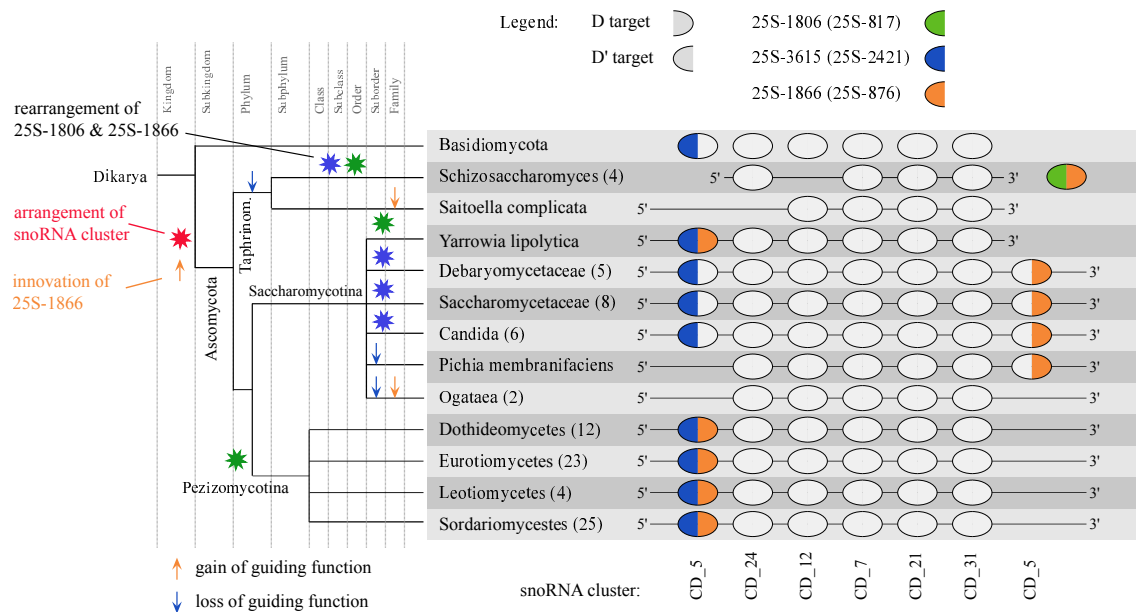 Legend:
D target
25S-1806 (25S-817)
D' target
25S-3615 (25S-2421)
25S-1866 (25S-876)
Kingdom
Subkingdom
Phylum
Subphylum
Class
Subclass
Order
Suborder
Family
rearrangement of
25S-1806 & 25S-1866
Dikarya
arrangement of
snoRNA cluster
innovation of
25S-1866
Ascomycota
Taphrinom.
Saccharomycotina
Pezizomycotina
Basidiomycota
Schizosaccharomyces (4) 5' 3'
Saitoella complicata 5' 3'
Yarrowia lipolytica 5' 3'
Debaryomycetaceae (5) 5' 3'
Saccharomycetaceae (8) 5' 3'
Candida (6) 5' 3'
Pichia membranifaciens 5' 3'
Ogataea (2) 5' 3'
Dothideomycetes (12) 5' 3'
Eurotiomycetes (23) 5' 3'
Leotiomycetes (4) 5' 3'
Sordariomycestes (25) 5' 3'
gain of guiding function
loss of guiding function
snoRNA cluster:
CD_5
CD_24
CD_12
CD_7
CD_21
CD_31
CD_5